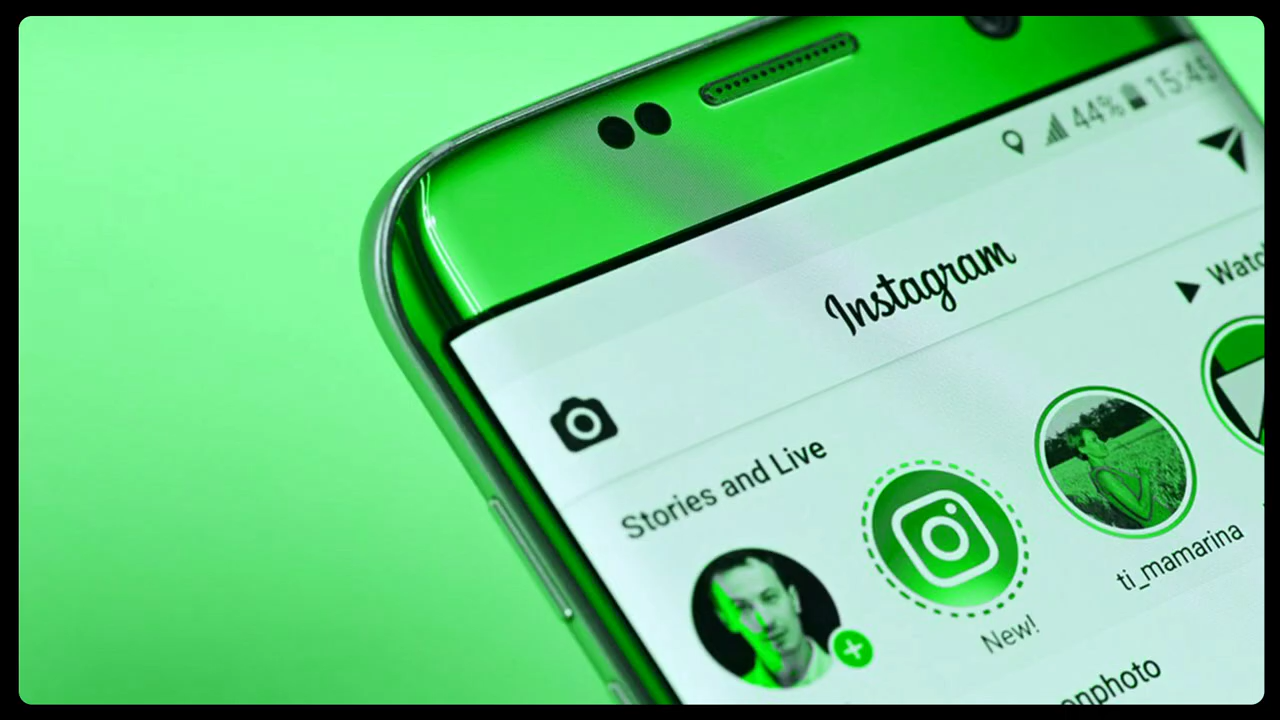 44% 15:45
Instagram
Watc
Stories and Live
ti_mamarina
New!
onphoto